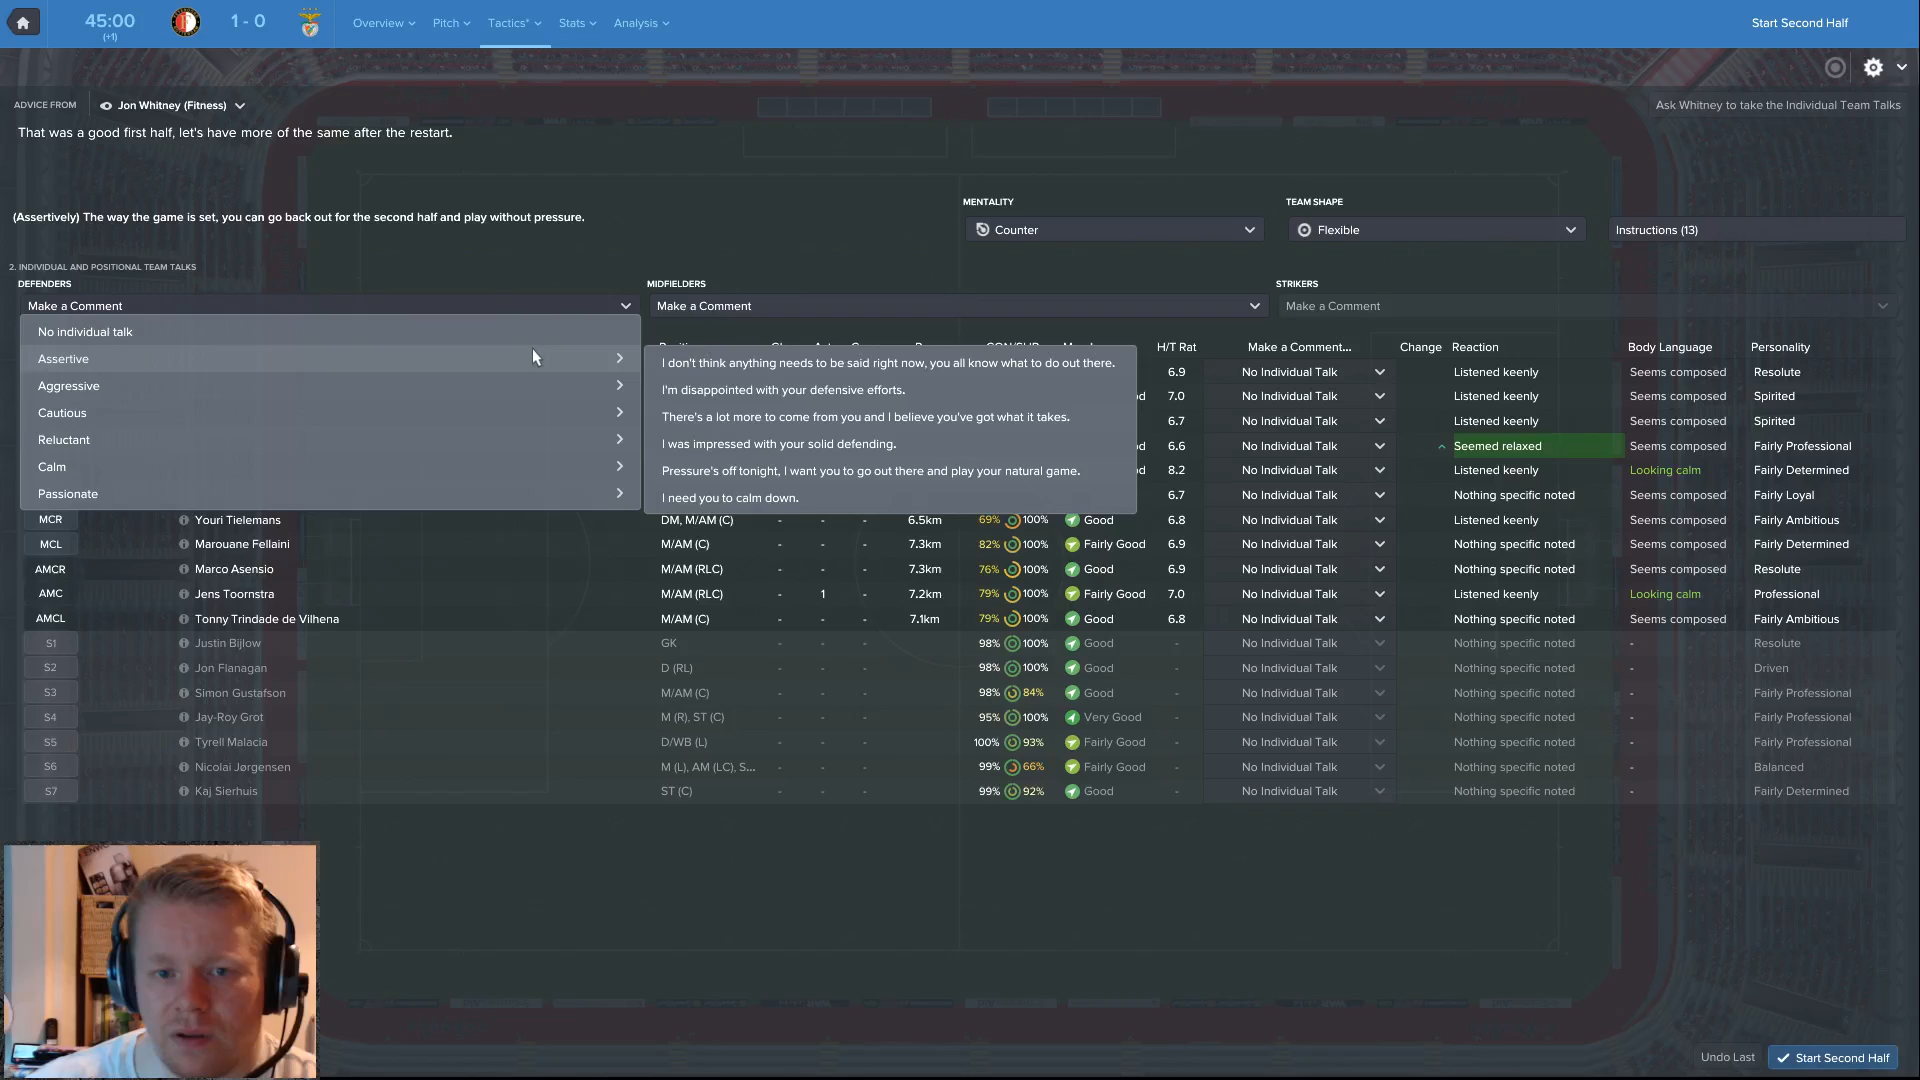 45:00
(+1)
1 - 0
Overview
Pitch
Tactics*
Stats
Analysis
Start Second Half
ADVICE FROM
Jon Whitney (Fitness)
Ask Whitney to take the Individual Team Talks
That was a good first half, let's have more of the same after the restart.
(Assertively) The way the game is set, you can go back out for the second half and play without pressure.
MENTALITY
Counter
TEAM SHAPE
Flexible
Instructions (13)
2. INDIVIDUAL AND POSITIONAL TEAM TALKS
DEFENDERS
Make a Comment
MIDFIELDERS
Make a Comment
STRIKERS
Make a Comment
No individual talk
Assertive
Aggressive
Cautious
Reluctant
Calm
Passionate
I don't think anything needs to be said right now, you all know what to do out there.
I'm disappointed with your defensive efforts.
There's a lot more to come from you and I believe you've got what it takes.
I was impressed with your solid defending.
Pressure's off tonight, I want you to go out there and play your natural game.
I need you to calm down.
H/T Rat Make a Comment... Change Reaction Body Language Personality
6.9 No Individual Talk Listened keenly Seems composed Resolute
7.0 No Individual Talk Listened keenly Seems composed Spirited
6.7 No Individual Talk Listened keenly Seems composed Spirited
6.6 No Individual Talk Seemed relaxed Seems composed Fairly Professional
8.2 No Individual Talk Listened keenly Looking calm Fairly Determined
6.7 No Individual Talk Nothing specific noted Seems composed Fairly Loyal
MCR Youri Tielemans DM, M/AM (C) - - - 6.5km 69% 100% Good 6.8 No Individual Talk Listened keenly Seems composed Fairly Ambitious
MCL Marouane Fellaini M/AM (C) - - - 7.3km 82% 100% Fairly Good 6.9 No Individual Talk Nothing specific noted Seems composed Fairly Determined
AMCR Marco Asensio M/AM (RLC) - - - 7.3km 76% 100% Good 6.9 No Individual Talk Nothing specific noted Seems composed Resolute
AMC Jens Toornstra M/AM (RLC) - 1 - 7.2km 79% 100% Fairly Good 7.0 No Individual Talk Listened keenly Looking calm Professional
AMCL Tonny Trindade de Vilhena M/AM (C) - - - 7.1km 79% 100% Good 6.8 No Individual Talk Nothing specific noted Seems composed Fairly Ambitious
S1 Justin Bijlow GK 98% 100% Good - No Individual Talk Nothing specific noted - Resolute
S2 Jon Flanagan D (RL) 98% 100% Good - No Individual Talk Nothing specific noted - Driven
S3 Simon Gustafson M/AM (C) 98% 84% Good - No Individual Talk Nothing specific noted - Fairly Professional
S4 Jay-Roy Grot M (R), ST (C) 95% 100% Very Good - No Individual Talk Nothing specific noted - Fairly Professional
S5 Tyrell Malacia D/WB (L) 100% 93% Fairly Good - No Individual Talk Nothing specific noted - Fairly Professional
S6 Nicolai Jørgensen M (L), AM (LC), S... 99% 66% Fairly Good - No Individual Talk Nothing specific noted - Balanced
S7 Kaj Sierhuis ST (C) 99% 92% Good - No Individual Talk Nothing specific noted - Fairly Determined
Undo Last
Start Second Half